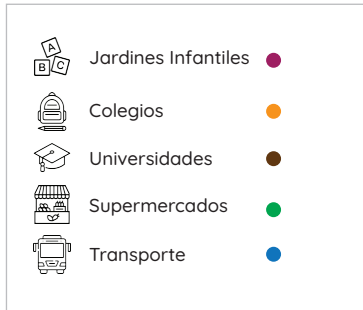 A
B C
Jardines Infantiles
Colegios
Universidades
Supermercados
Transporte